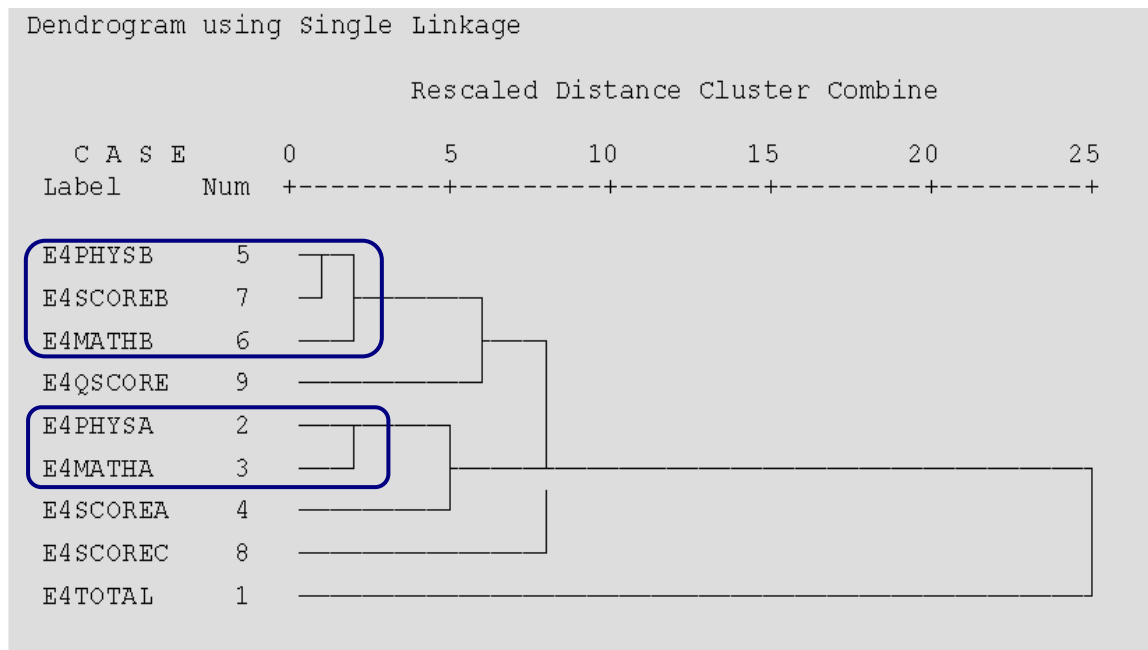 Dendrogram using Single Linkage
Rescaled Distance Cluster Combine
C A S E 0 5 10 15 20 25
Label Num +---------+---------+---------+---------+---------+
E4PHYSB 5
E4SCOREB 7
E4MATHB 6
E4QSCORE 9
E4PHYSA 2
E4MATHA 3
E4SCOREA 4
E4SCOREC 8
E4TOTAL 1